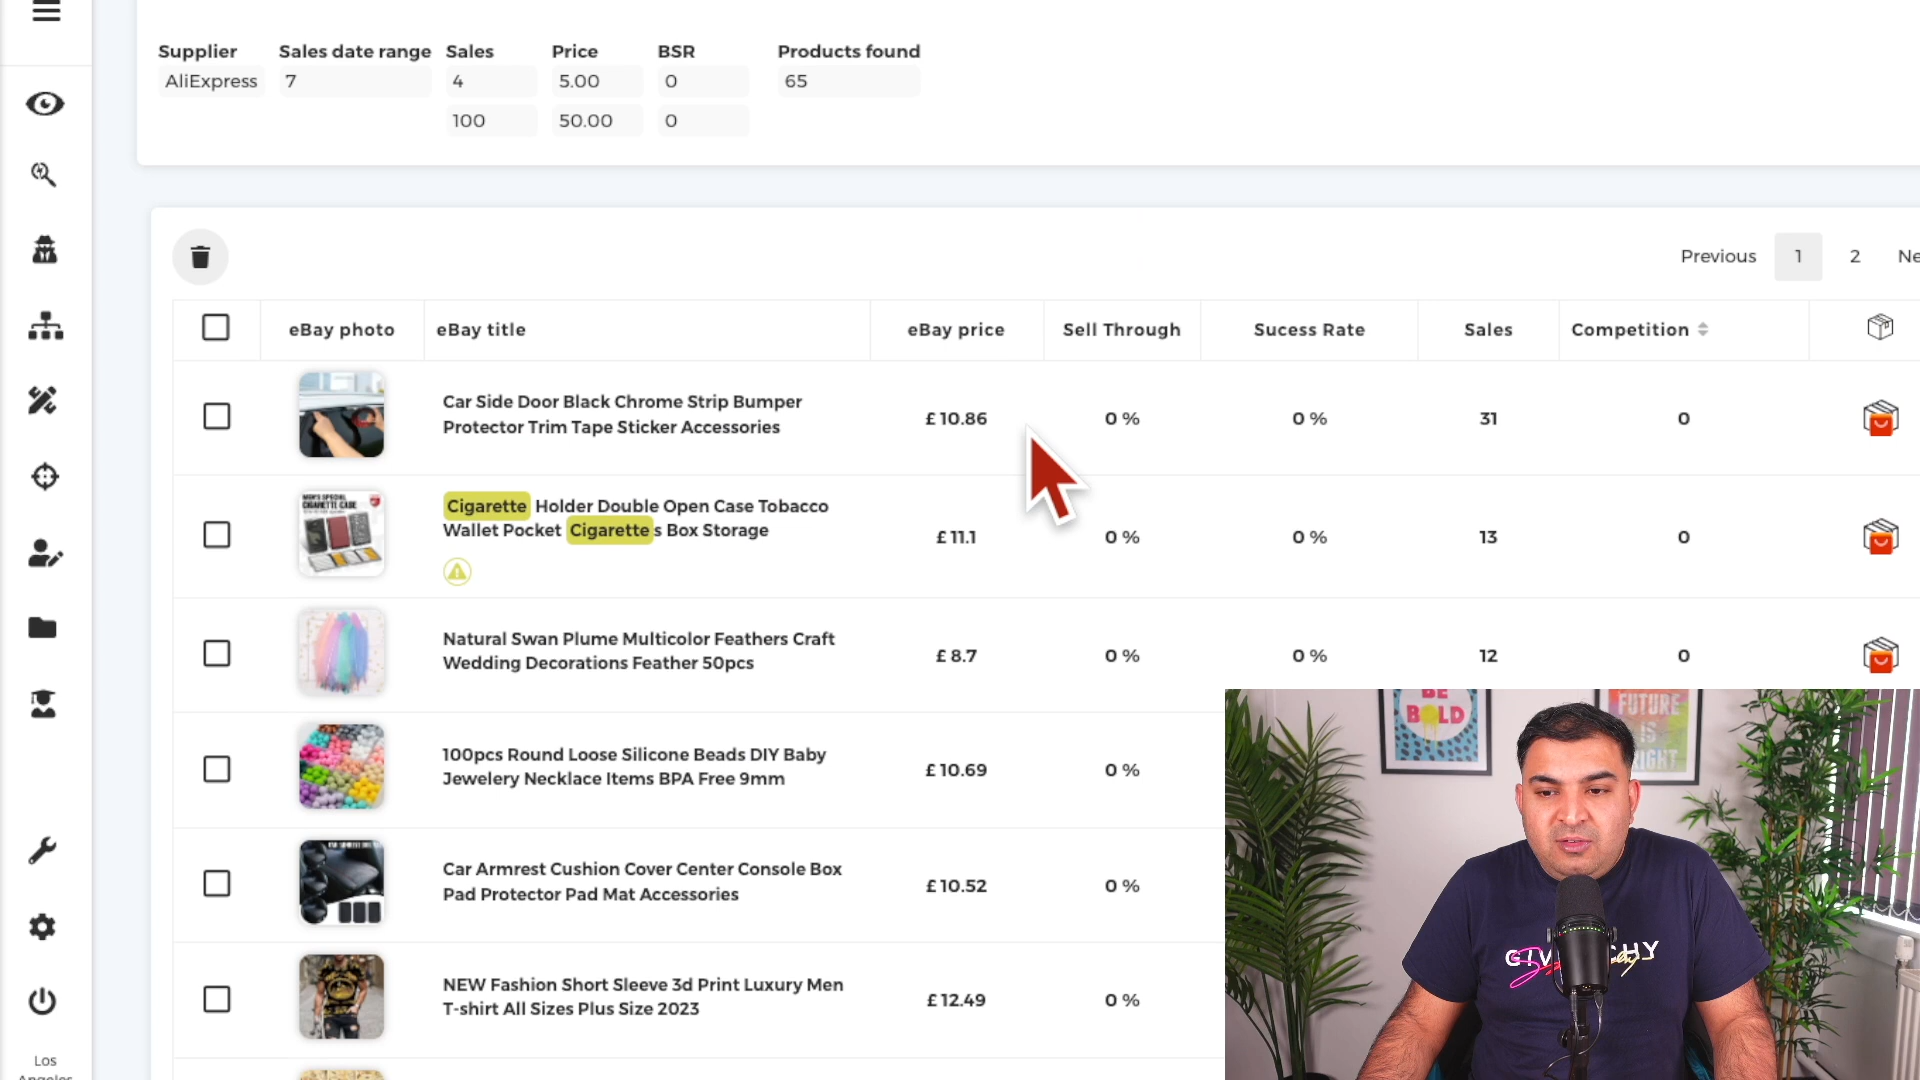 Supplier Sales date range Sales Price BSR Products found
AliExpress 7 4 5.00 0 65
100 50.00 0
Previous 1 2 Ne
eBay photo eBay title eBay price Sell Through Sucess Rate Sales Competition
Car Side Door Black Chrome Strip Bumper
Protector Trim Tape Sticker Accessories
£ 10.86 0 % 0 % 31 0
Cigarette Holder Double Open Case Tobacco
Wallet Pocket Cigarettes Box Storage
£ 11.1 0 % 0 % 13 0
Natural Swan Plume Multicolor Feathers Craft
Wedding Decorations Feather 50pcs
£ 8.7 0 % 0 % 12 0
100pcs Round Loose Silicone Beads DIY Baby
Jewelery Necklace Items BPA Free 9mm
£ 10.69 0 %
Car Armrest Cushion Cover Center Console Box
Pad Protector Pad Mat Accessories
£ 10.52 0 %
NEW Fashion Short Sleeve 3d Print Luxury Men
T-shirt All Sizes Plus Size 2023
£ 12.49 0 %
BE
BOLD
FUTURE
IS
Los
Angeles